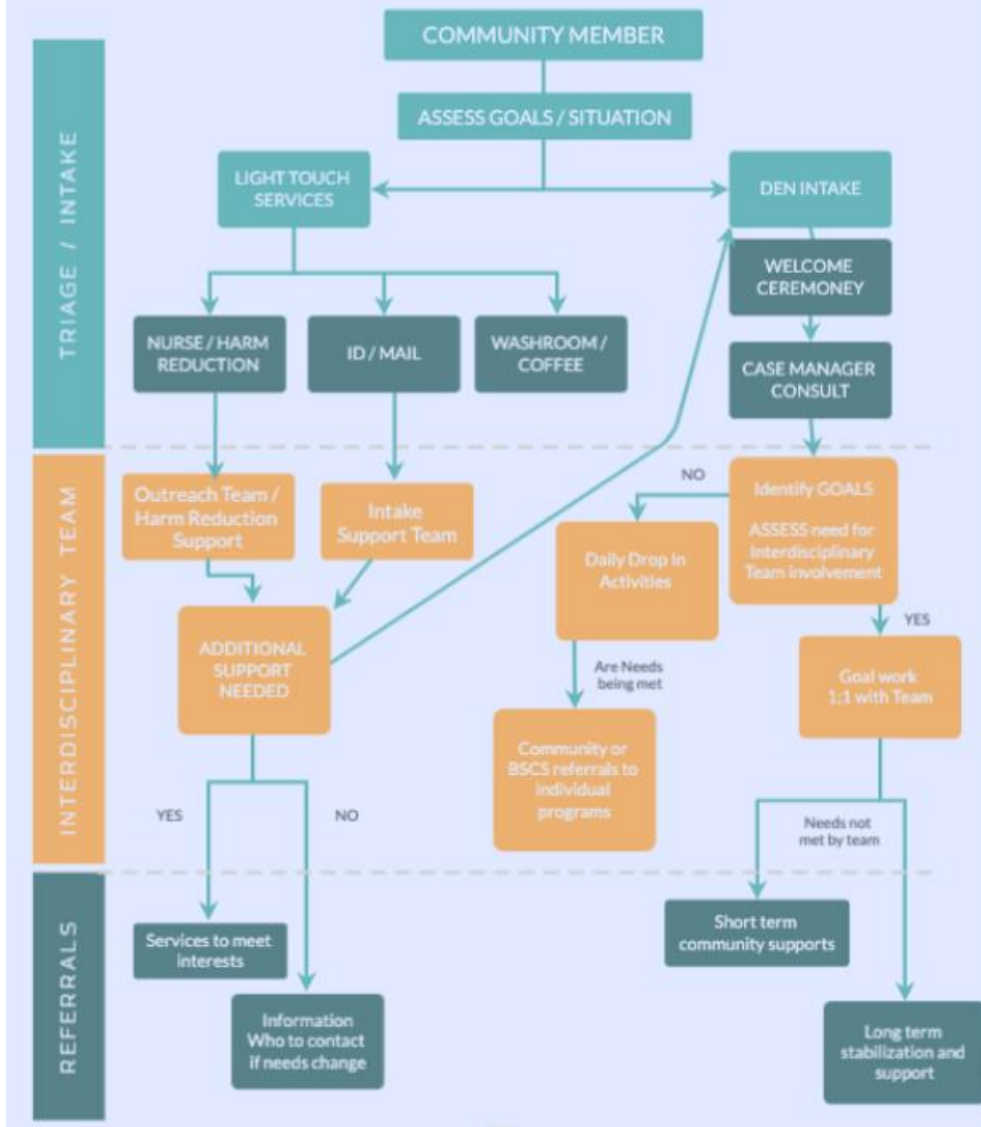 COMMUNITY MEMBER
ASSESS GOALS / SITUATION
TRIAGE / INTAKE
LIGHT TOUCH
SERVICES
DEN INTAKE
WELCOME
CEREMONEY
NURSE / HARM
REDUCTION
ID / MAIL
WASHROOM /
COFFEE
CASE MANAGER
CONSULT
INTERDISCIPLINARY TEAM
Outreach Team /
Harm Reduction
Support
Intake
Support Team
NO
Daily Drop In
Activities
Identify GOALS
ASSESS need for
Interdisciplinary
Team involvement
YES
ADDITIONAL
SUPPORT
NEEDED
Are Needs
being met
Goal work
1:1 with Team
Community or
BSCS referrals to
individual
programs
YES
NO
Needs not
met by team
REFERRALS
Services to meet
interests
Short term
community supports
Information
Who to contact
if needs change
Long term
stabilization and
support